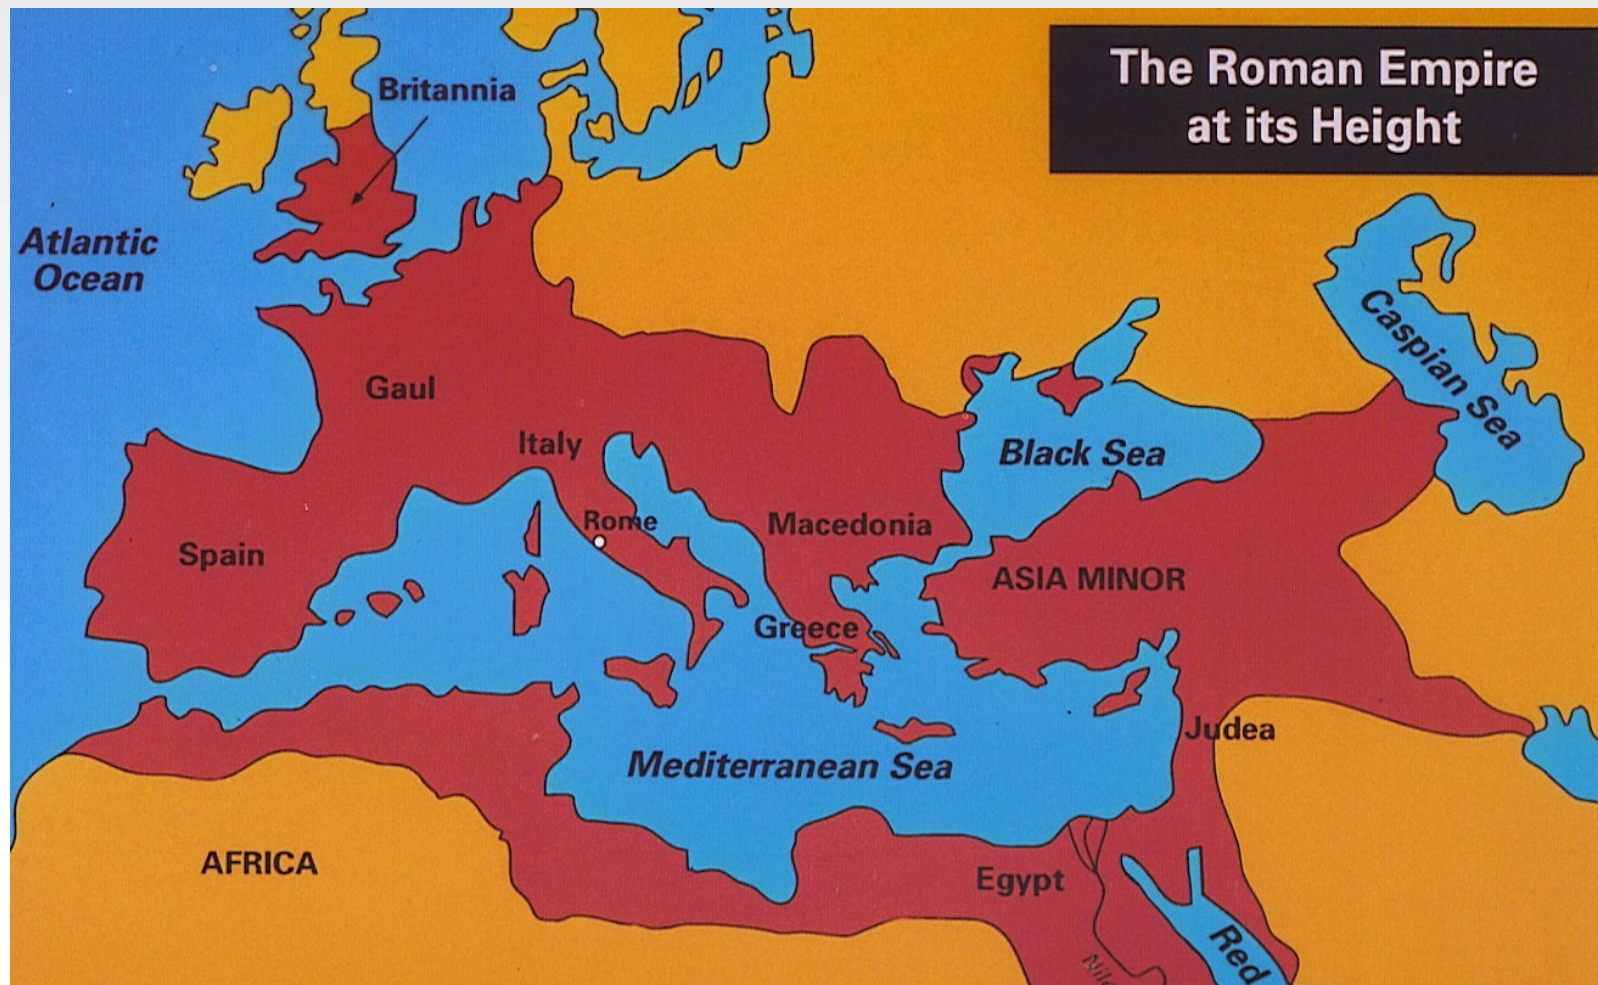 The Roman Empire
at its Height
Britannia
Atlantic
Ocean
Caspian Sea
Gaul
Italy
Black Sea
Rome
Macedonia
Spain
ASIA MINOR
Greece
Judea
Mediterranean Sea
AFRICA
Egypt
Red
Nile